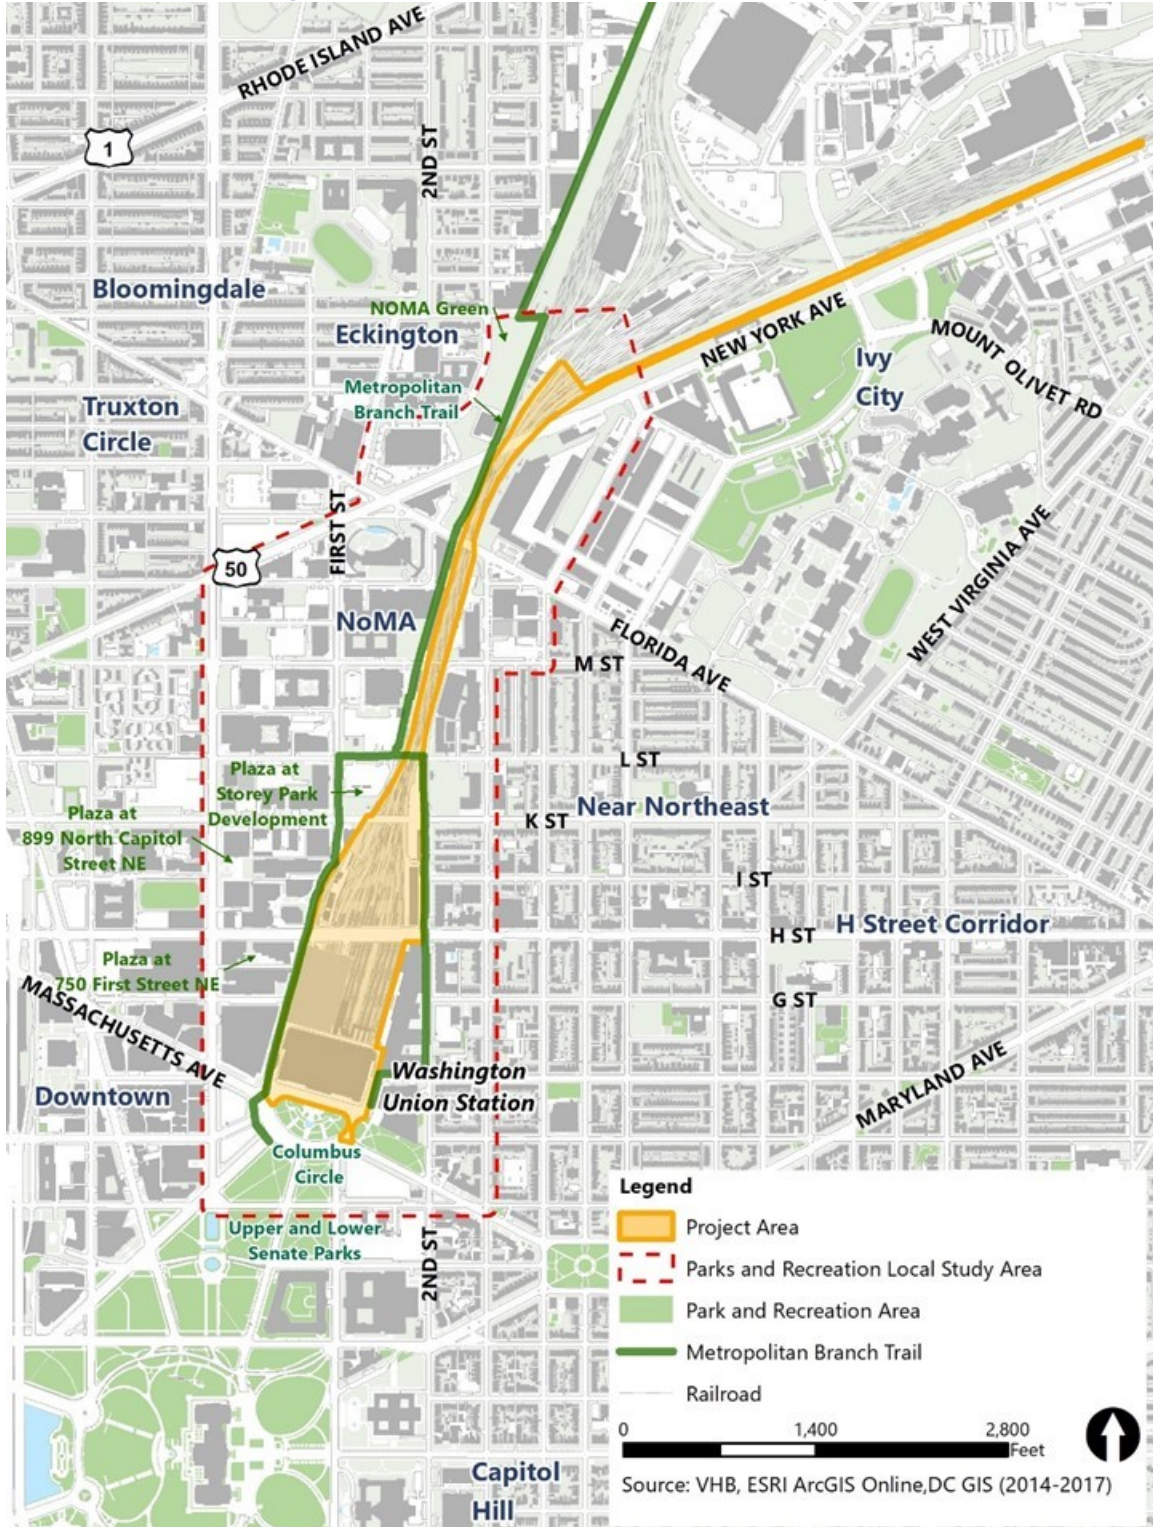 RHODE ISLAND AVE
1
2ND ST
Bloomingdale
NOMA Green
Eckington
NEW YORK AVE
MOUNT OLIVET RD
Ivy
City
Metropolitan
Branch Trail
Truxton
Circle
FIRST ST
50
WEST VIRGINIA AVE
NoMA
FLORIDA AVE
M ST
L ST
Plaza at
Storey Park
Development
Near Northeast
Plaza at
899 North Capitol
Street NE
K ST
I ST
H Street Corridor
H ST
Plaza at
750 First Street NE
G ST
MASSACHUSETTS AVE
Washington
Union Station
Downtown
MARYLAND AVE
Columbus
Circle
Upper and Lower
Senate Parks
2ND ST
Legend
Project Area
Parks and Recreation Local Study Area
Park and Recreation Area
Metropolitan Branch Trail
Railroad
0 1,400 2,800
Feet
Source: VHB, ESRI ArcGIS Online,DC GIS (2014-2017)
Capitol
Hill